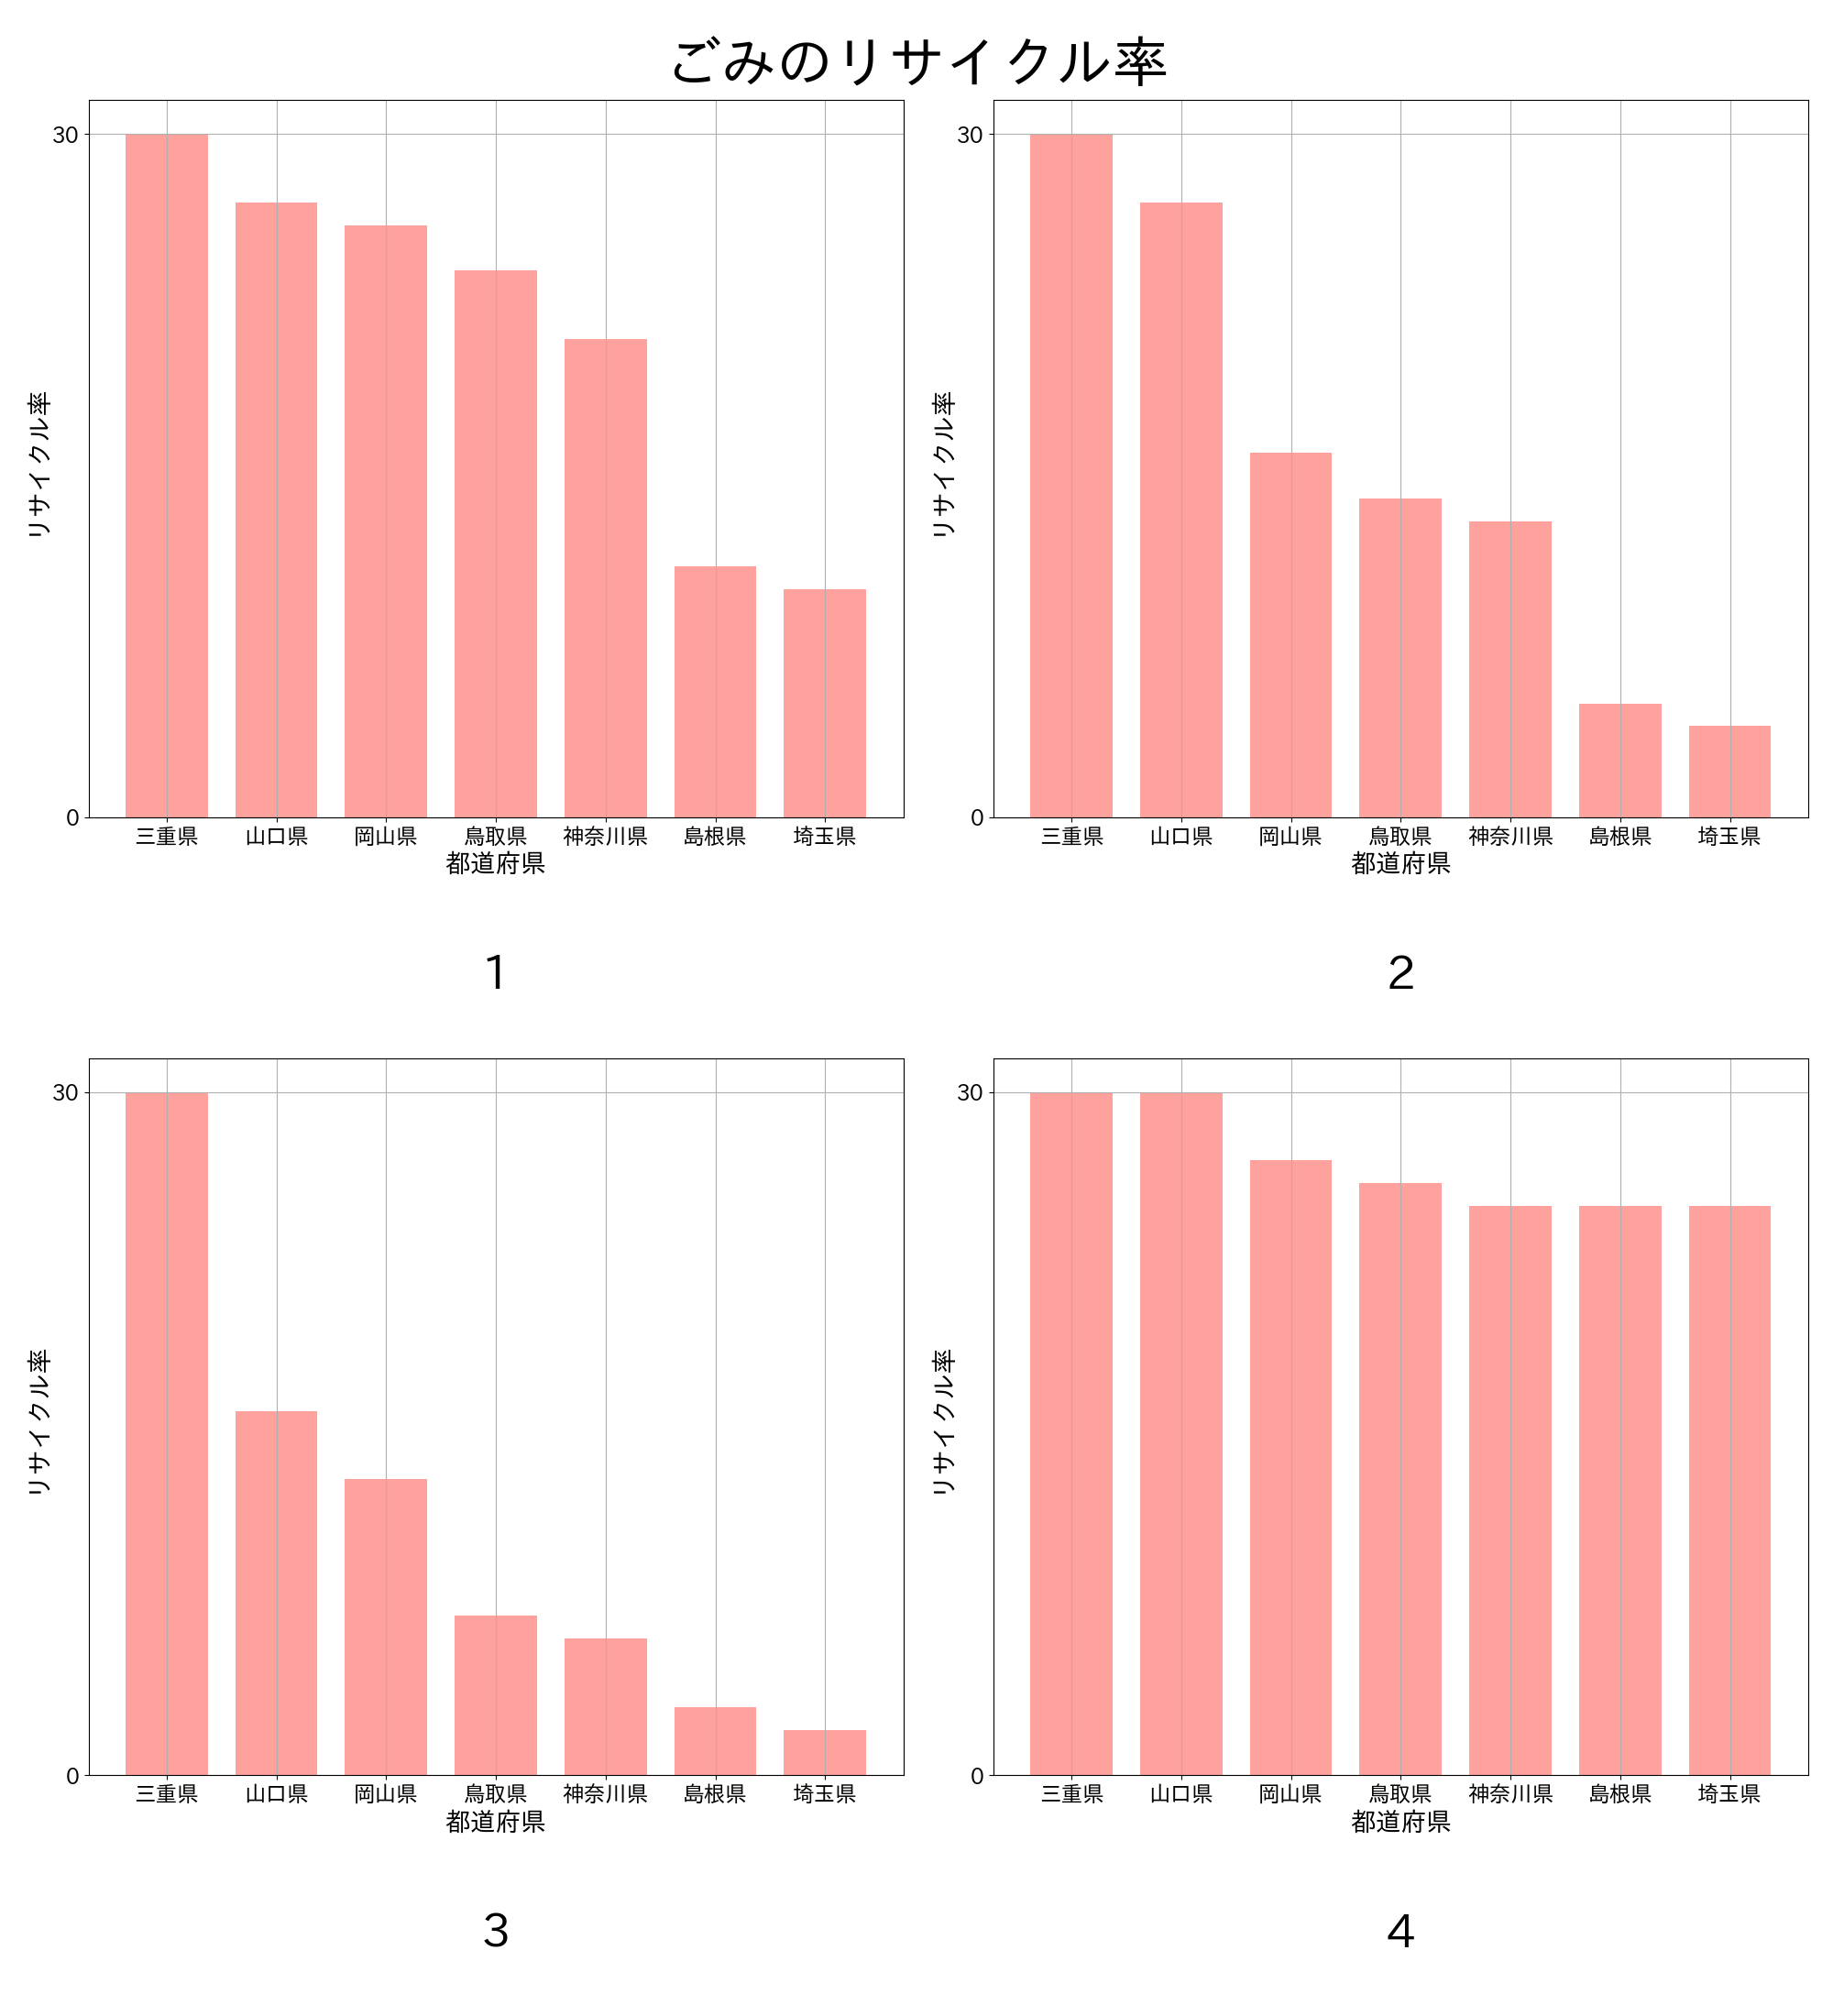 ごみのリサイクル率
30
0
リサイクル率
三重県 山口県 岡山県 鳥取県 神奈川県 島根県 埼玉県
都道府県
1
30
0
リサイクル率
三重県 山口県 岡山県 鳥取県 神奈川県 島根県 埼玉県
都道府県
2
30
0
リサイクル率
三重県 山口県 岡山県 鳥取県 神奈川県 島根県 埼玉県
都道府県
3
30
0
リサイクル率
三重県 山口県 岡山県 鳥取県 神奈川県 島根県 埼玉県
都道府県
4